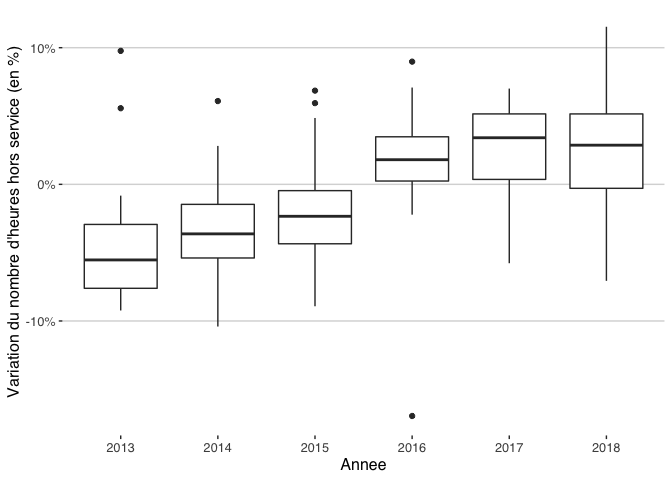 Variation du nombre d'heures hors service (en %)
10%
0%
-10%
2013 2014 2015 2016 2017 2018
Annee